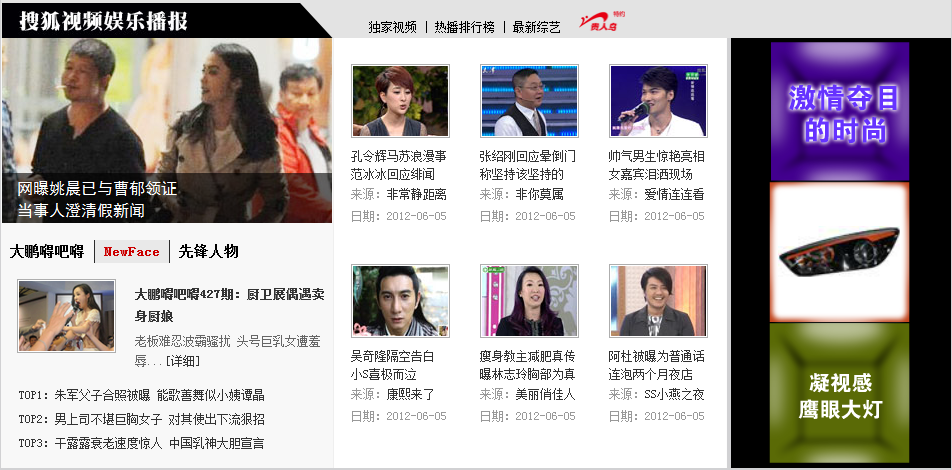 搜狐视频娱乐播报
独家视频 | 热播排行榜 | 最新综艺
特约
贵人鸟
网曝姚晨已与曹郁领证
当事人澄清假新闻
大鹏嘚吧嘚 NewFace 先锋人物
大鹏嘚吧嘚427期：厨卫展偶遇卖
身厨娘
老板难忍波霸骚扰 头号巨乳女遭羞
辱...[详细]
TOP1：朱军父子合照被曝 能歌善舞似小姨谭晶
TOP2：男上司不堪巨胸女子 对其使出下流狠招
TOP3：干露露衰老速度惊人 中国乳神大胆宣言
孔令辉马苏浪漫事
范冰冰回应绯闻
来源：非常静距离
日期：2012-06-05
张绍刚回应晕倒门
称坚持该坚持的
来源：非你莫属
日期：2012-06-05
帅气男生惊艳亮相
女嘉宾泪洒现场
来源：爱情连连看
日期：2012-06-05
吴奇隆隔空告白
小S喜极而泣
来源：康熙来了
日期：2012-06-05
瘦身教主减肥真传
曝林志玲胸部为真
来源：美丽俏佳人
日期：2012-06-05
阿杜被曝为普通话
连泡两个月夜店
来源：SS小燕之夜
日期：2012-06-05
激情夺目
的时尚
凝视感
鹰眼大灯